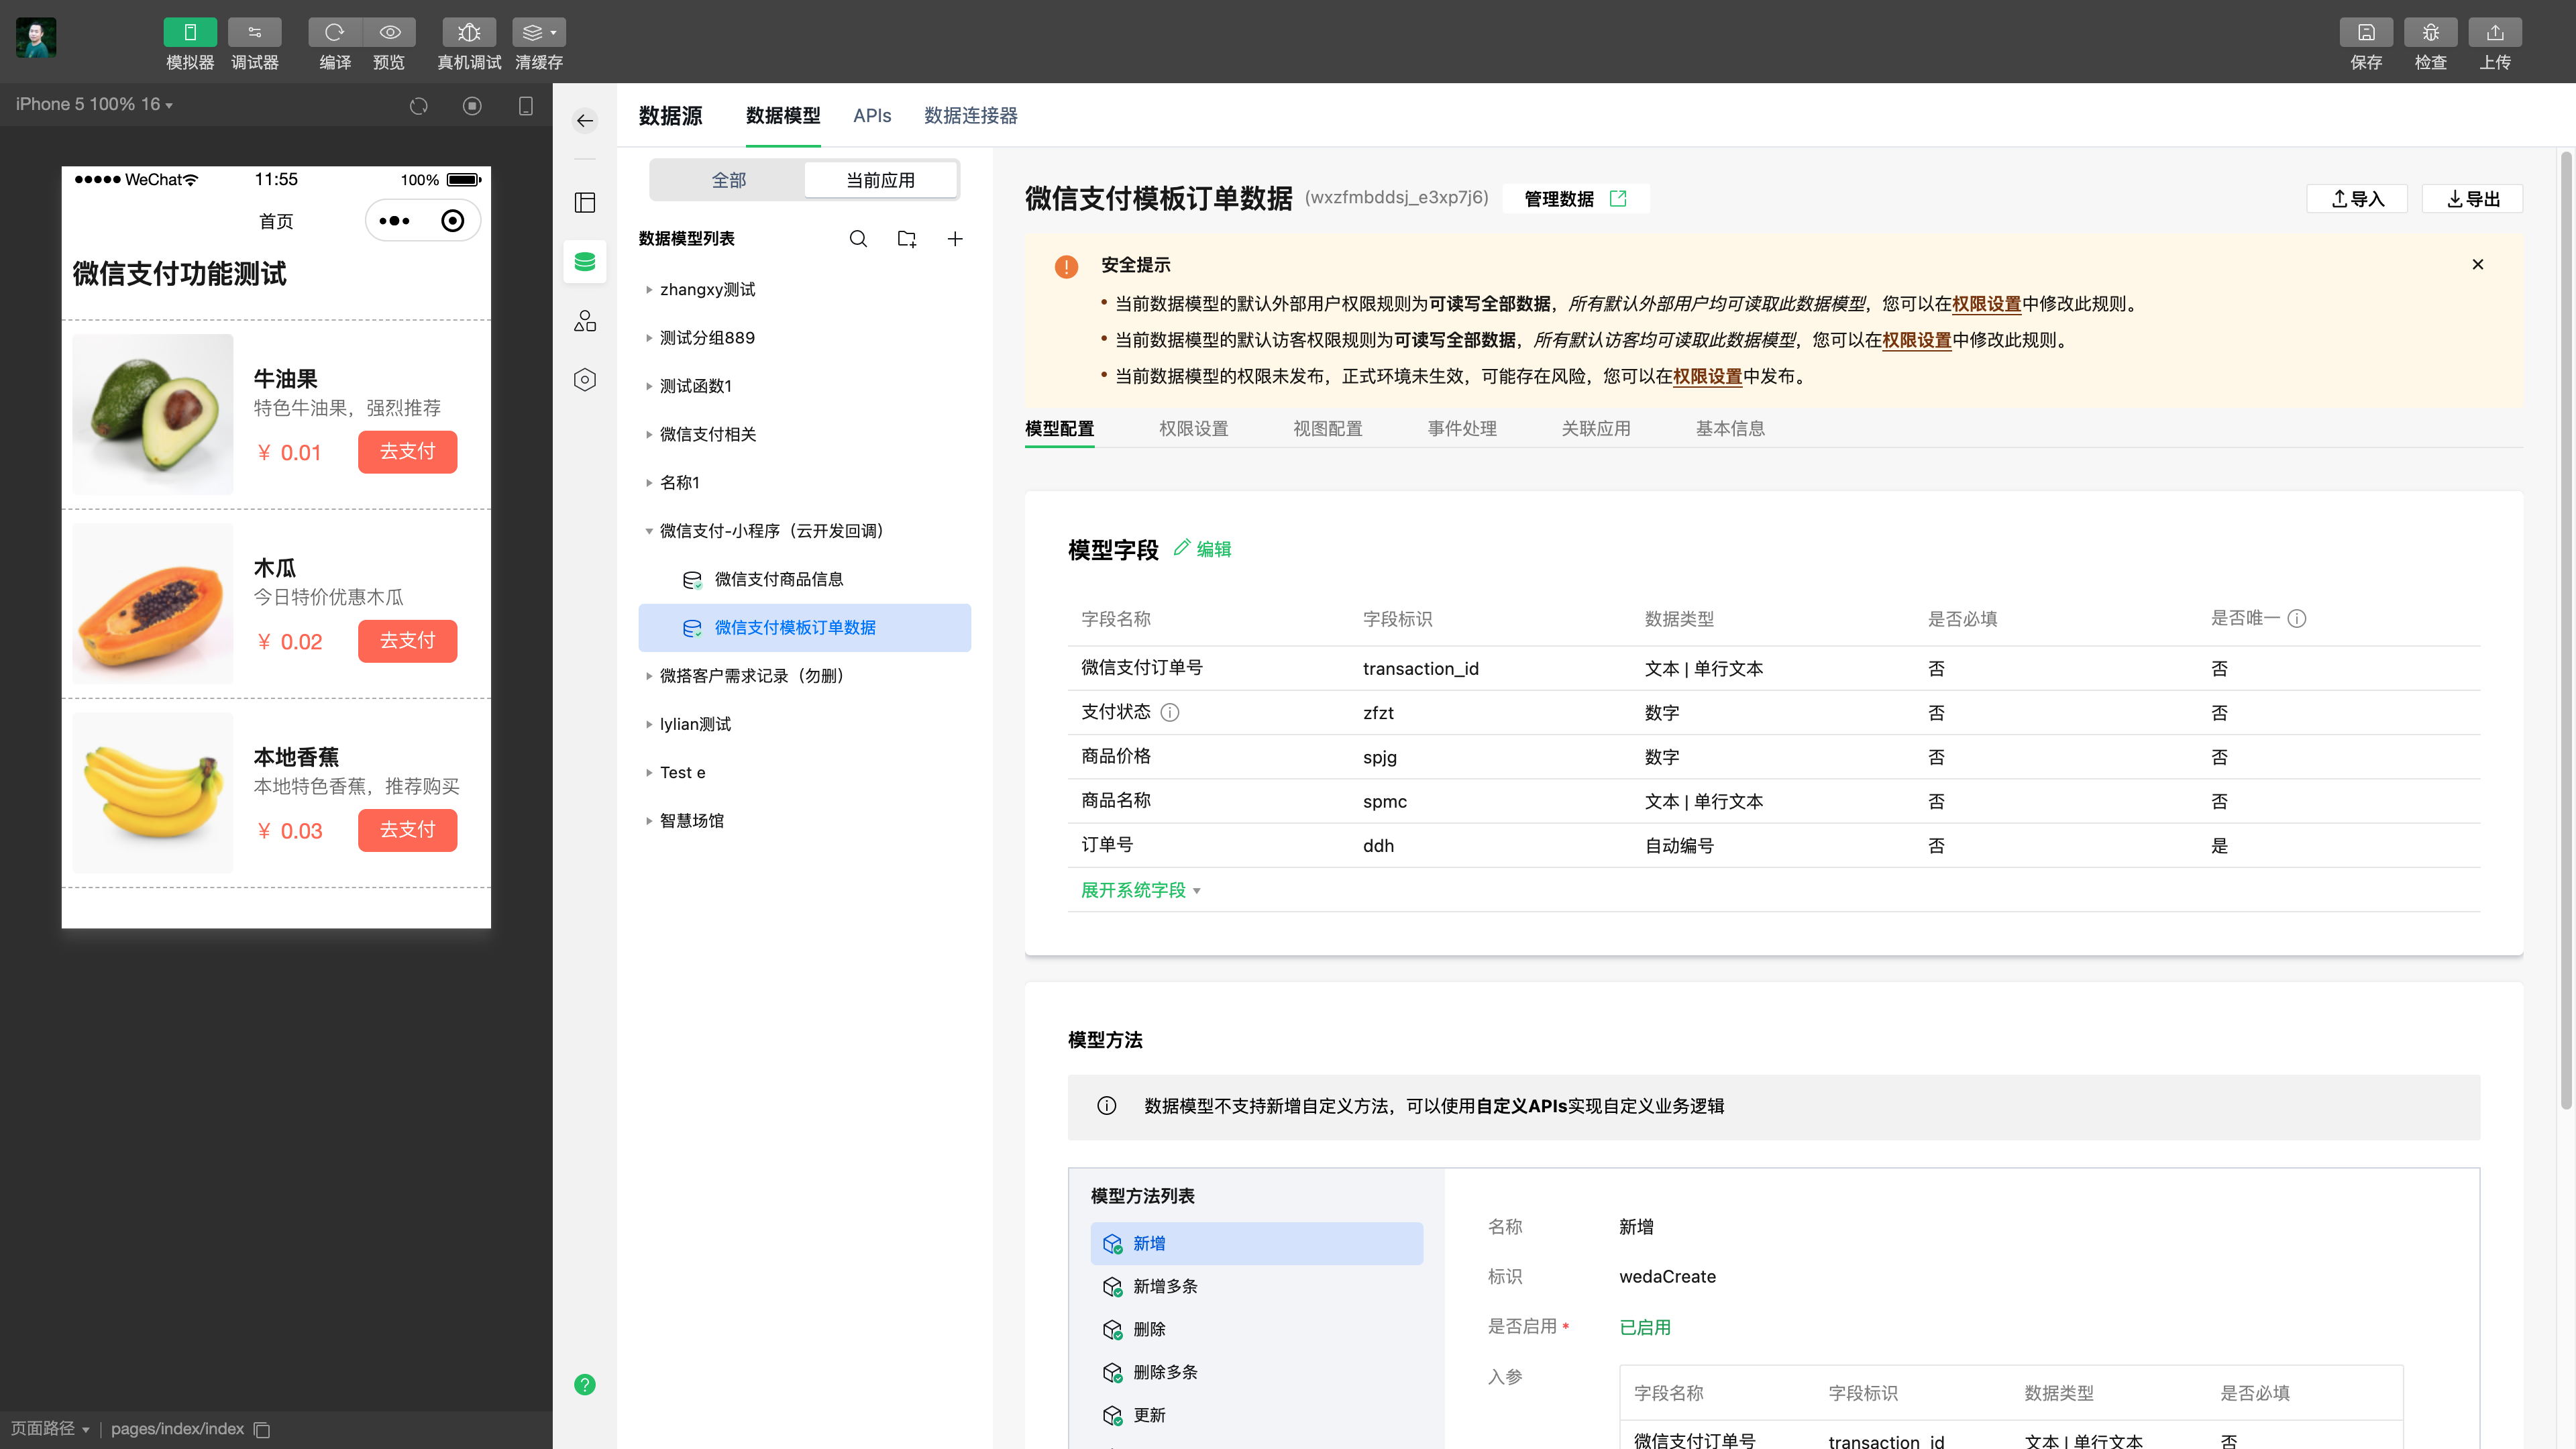 模拟器 调试器 编译 预览 真机调试 清缓存 保存 检查 上传
iPhone 5 100% 16
WeChat 11:55 100%
首页
微信支付功能测试
牛油果
特色牛油果，强烈推荐
¥ 0.01 去支付
木瓜
今日特价优惠木瓜
¥ 0.02 去支付
本地香蕉
本地特色香蕉，推荐购买
¥ 0.03 去支付
页面路径 | pages/index/index
数据源 数据模型 APIs 数据连接器
全部 当前应用
数据模型列表
zhangxy测试
测试分组889
测试函数1
微信支付相关
名称1
微信支付-小程序（云开发回调）
微信支付商品信息
微信支付模板订单数据
微搭客户需求记录（勿删）
lylian测试
Test e
智慧场馆
微信支付模板订单数据 (wxzfmbddsj_e3xp7j6) 管理数据 导入 导出
安全提示
• 当前数据模型的默认外部用户权限规则为可读写全部数据，所有默认外部用户均可读取此数据模型，您可以在权限设置中修改此规则。
• 当前数据模型的默认访客权限规则为可读写全部数据，所有默认访客均可读取此数据模型，您可以在权限设置中修改此规则。
• 当前数据模型的权限未发布，正式环境未生效，可能存在风险，您可以在权限设置中发布。
模型配置 权限设置 视图配置 事件处理 关联应用 基本信息
模型字段 编辑
字段名称 字段标识 数据类型 是否必填 是否唯一
微信支付订单号 transaction_id 文本 | 单行文本 否 否
支付状态 zfzt 数字 否 否
商品价格 spjg 数字 否 否
商品名称 spmc 文本 | 单行文本 否 否
订单号 ddh 自动编号 否 是
展开系统字段
模型方法
数据模型不支持新增自定义方法，可以使用自定义APIs实现自定义业务逻辑
模型方法列表
新增
新增多条
删除
删除多条
更新
名称 新增
标识 wedaCreate
是否启用 * 已启用
入参
字段名称 字段标识 数据类型 是否必填
微信支付订单号 transaction_id 文本 | 单行文本 否